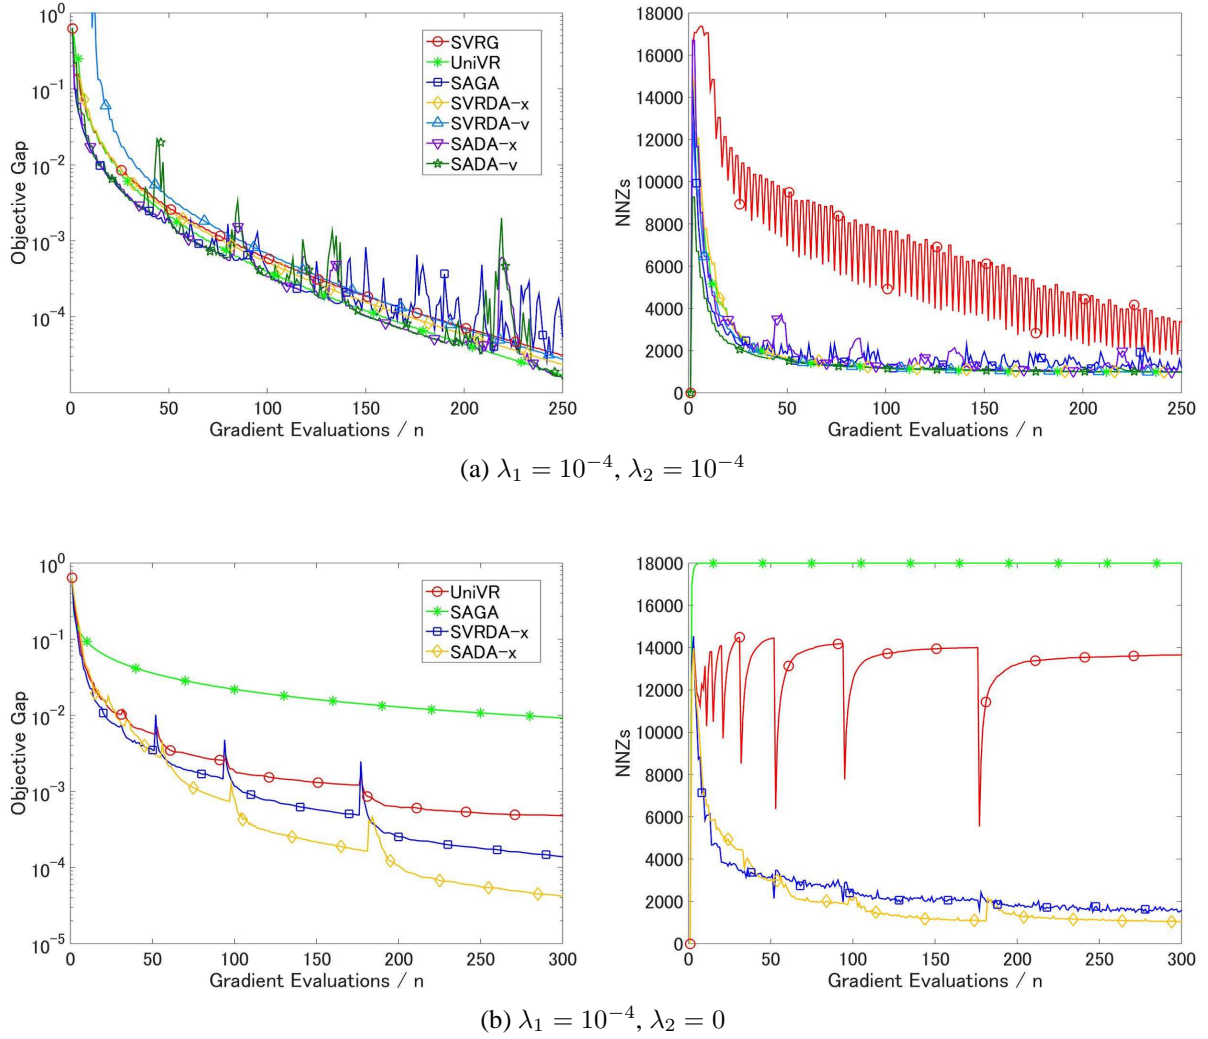 10^0
10^{-1}
10^{-2}
10^{-3}
10^{-4}
Objective Gap
0 50 100 150 200 250
Gradient Evaluations / n
SVRG
UniVR
SAGA
SVRDA-x
SVRDA-v
SADA-x
SADA-v
18000
16000
14000
12000
10000
8000
6000
4000
2000
0
NNZs
0 50 100 150 200 250
Gradient Evaluations / n
(a) λ_1 = 10^{-4}, λ_2 = 10^{-4}
10^0
10^{-1}
10^{-2}
10^{-3}
10^{-4}
10^{-5}
Objective Gap
0 50 100 150 200 250 300
Gradient Evaluations / n
UniVR
SAGA
SVRDA-x
SADA-x
18000
16000
14000
12000
10000
8000
6000
4000
2000
0
NNZs
0 50 100 150 200 250 300
Gradient Evaluations / n
(b) λ_1 = 10^{-4}, λ_2 = 0